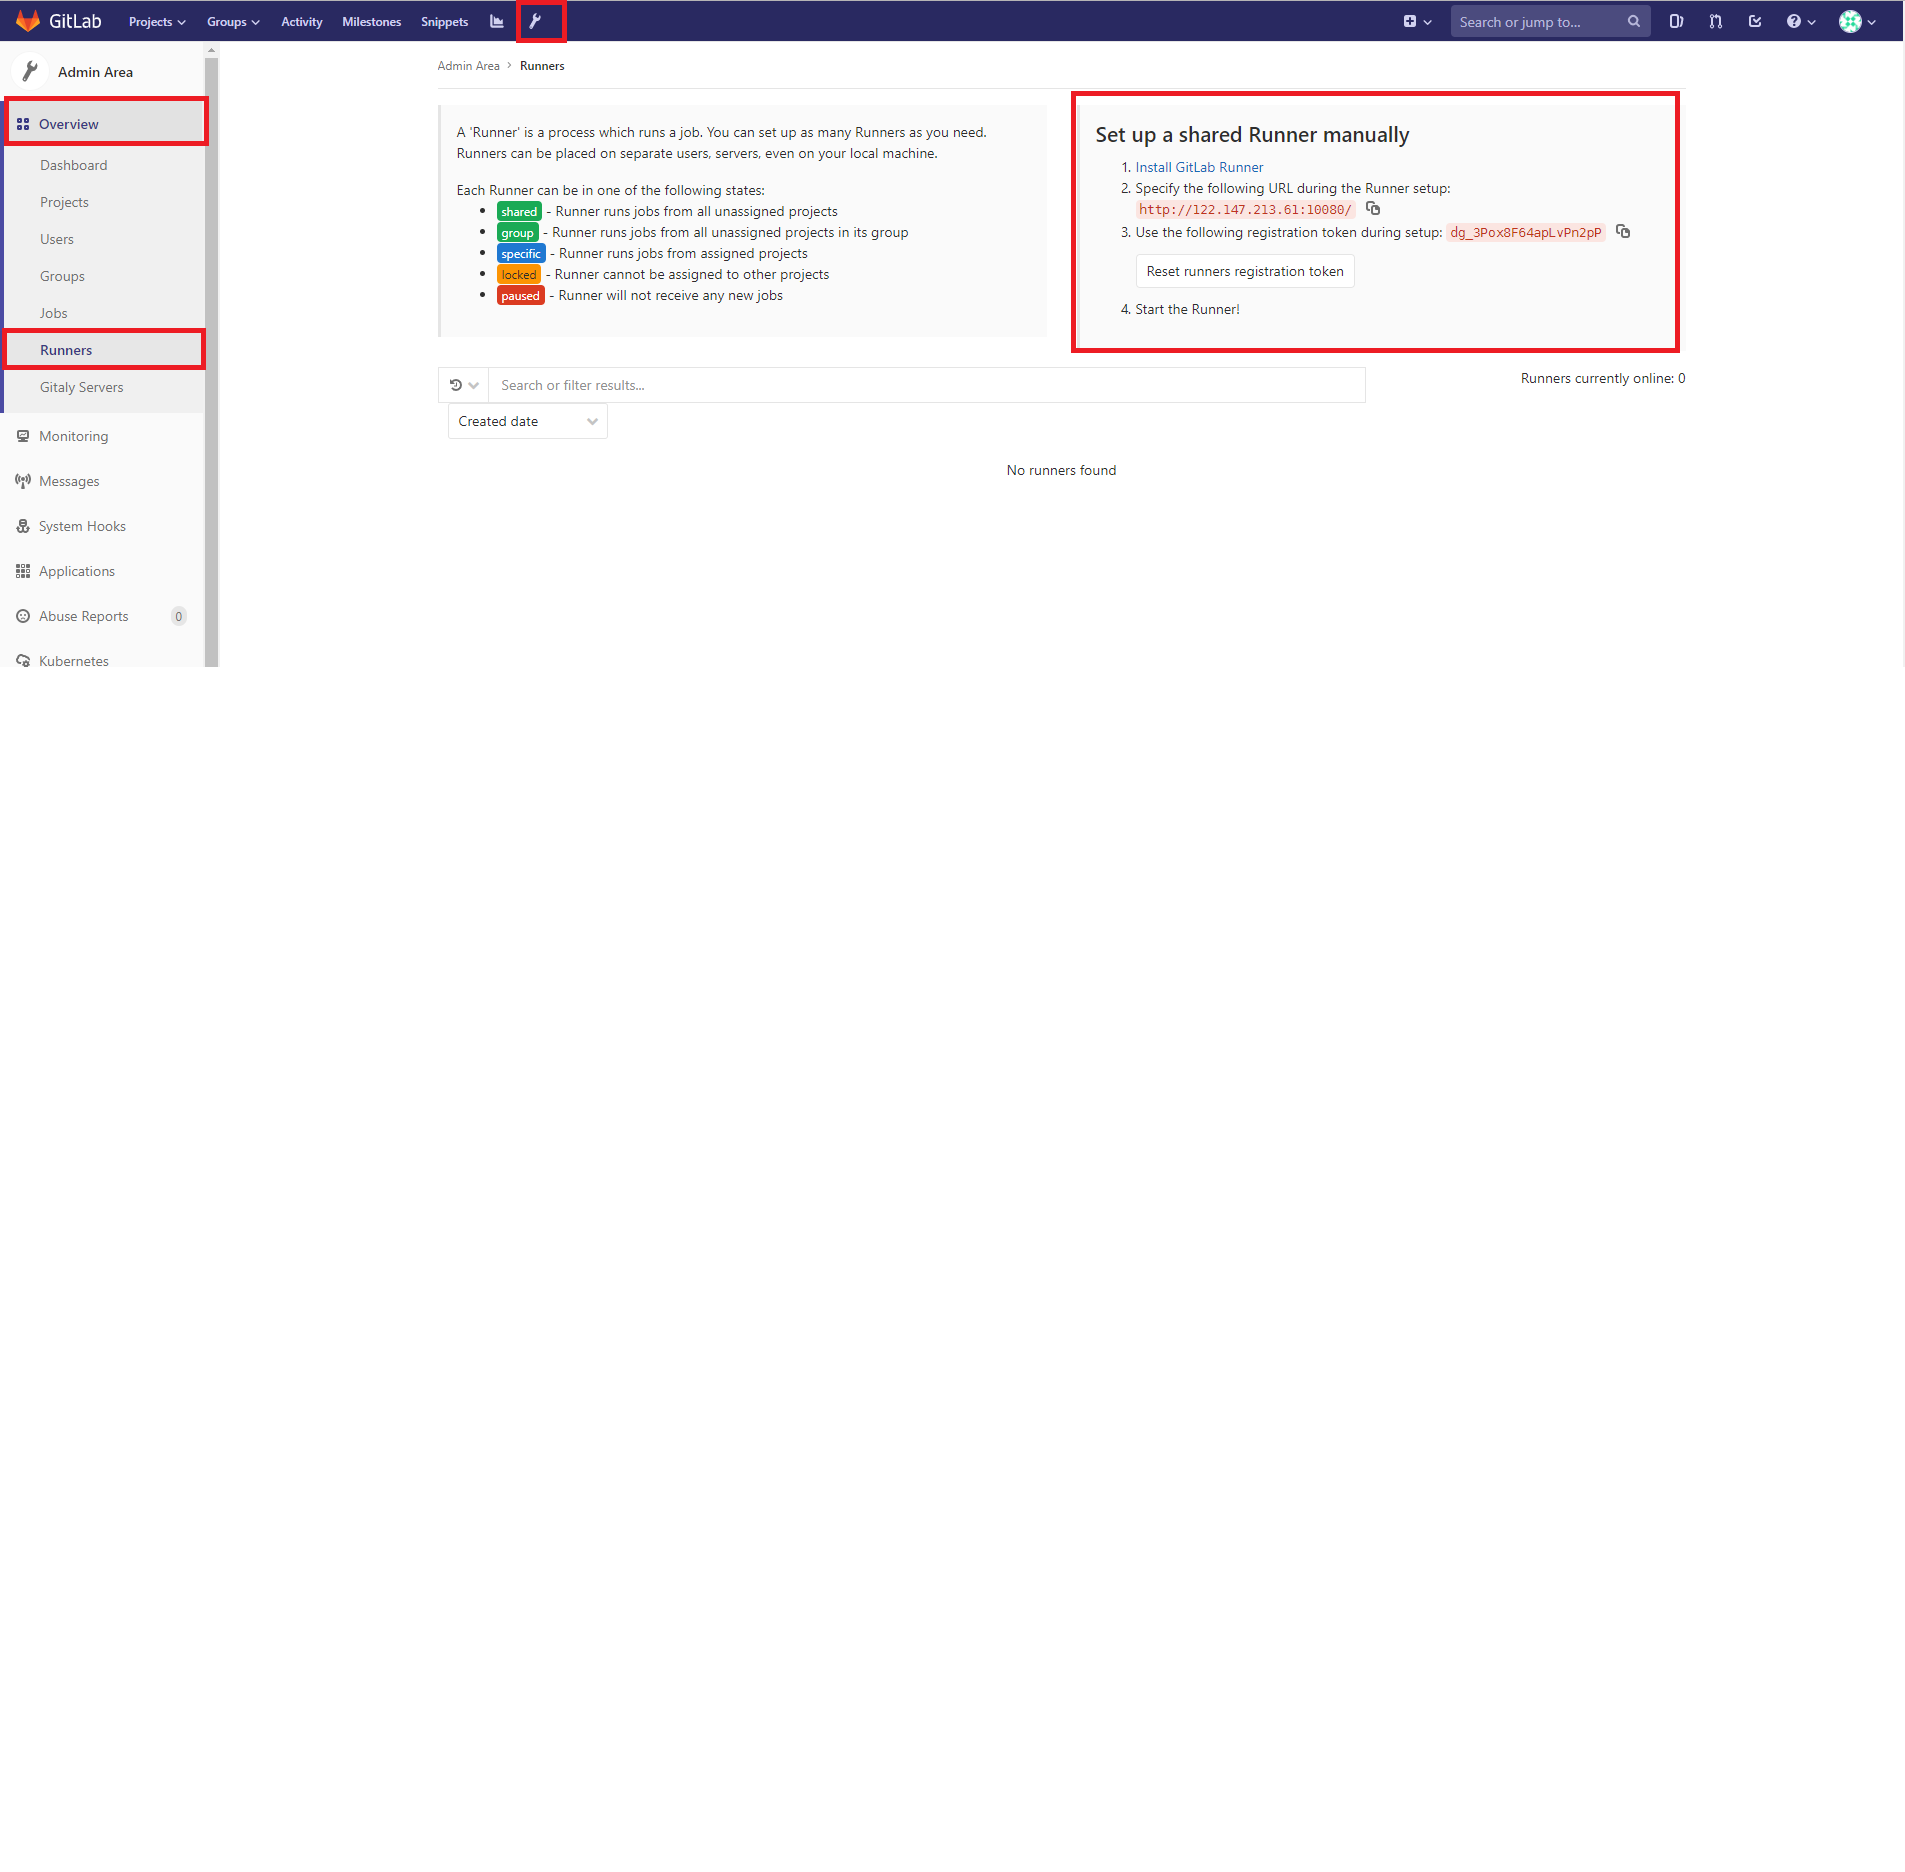 GitLab Projects Groups Activity Milestones Snippets Search or jump to...
Admin Area
Overview
Dashboard
Projects
Users
Groups
Jobs
Runners
Gitaly Servers
Monitoring
Messages
System Hooks
Applications
Abuse Reports 0
Kubernetes
Admin Area > Runners
A 'Runner' is a process which runs a job. You can set up as many Runners as you need.
Runners can be placed on separate users, servers, even on your local machine.
Each Runner can be in one of the following states:
• shared - Runner runs jobs from all unassigned projects
• group - Runner runs jobs from all unassigned projects in its group
• specific - Runner runs jobs from assigned projects
• locked - Runner cannot be assigned to other projects
• paused - Runner will not receive any new jobs
Set up a shared Runner manually
1. Install GitLab Runner
2. Specify the following URL during the Runner setup:
http://122.147.213.61:10080/
3. Use the following registration token during setup: dg_3Pox8F64apLvPn2pP
Reset runners registration token
4. Start the Runner!
Search or filter results...
Runners currently online: 0
Created date
No runners found